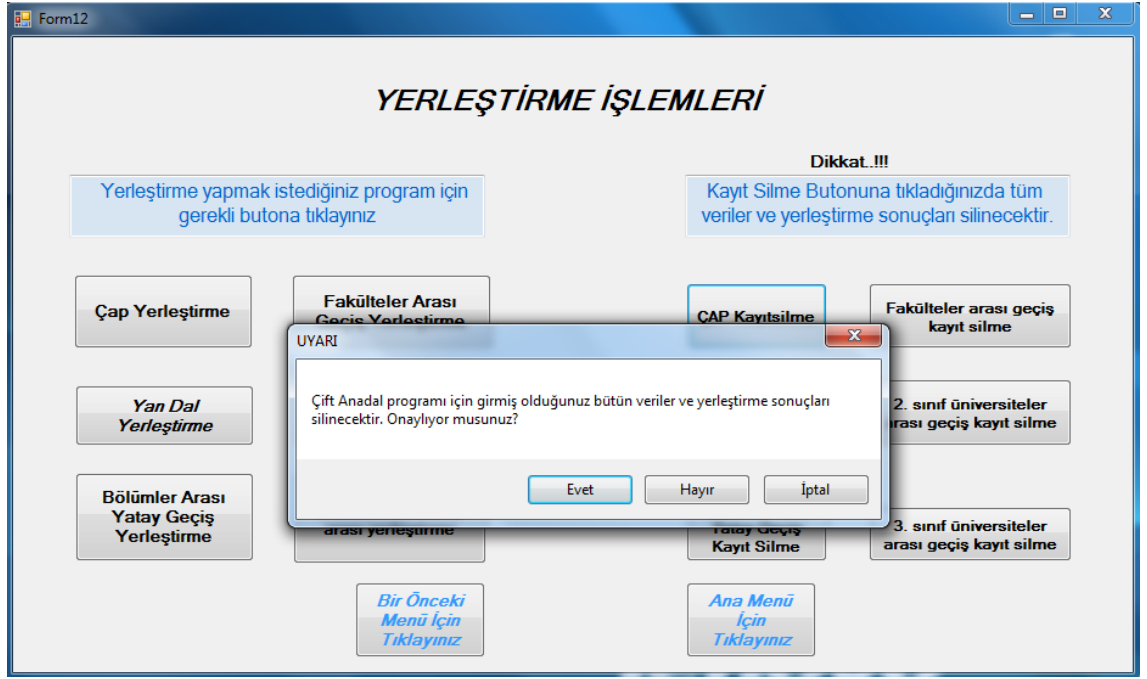 Form12
YERLEŞTİRME İŞLEMLERİ
Yerleştirme yapmak istediğiniz program için
gerekli butona tıklayınız
Dikkat..!!!
Kayıt Silme Butonuna tıkladığınızda tüm
veriler ve yerleştirme sonuçları silinecektir.
Çap Yerleştirme
Fakülteler Arası
Geçiş Yerleştirme
ÇAP Kayıtsilme
Fakülteler arası geçiş
kayıt silme
UYARI
Çift Anadal programı için girmiş olduğunuz bütün veriler ve yerleştirme sonuçları
silinecektir. Onaylıyor musunuz?
Evet
Hayır
İptal
Yan Dal
Yerleştirme
2. sınıf üniversiteler
arası geçiş kayıt silme
Bölümler Arası
Yatay Geçiş
Yerleştirme
arası yerleştirme
Yatay Geçiş
Kayıt Silme
3. sınıf üniversiteler
arası geçiş kayıt silme
Bir Önceki
Menü İçin
Tıklayınız
Ana Menü
İçin
Tıklayınız